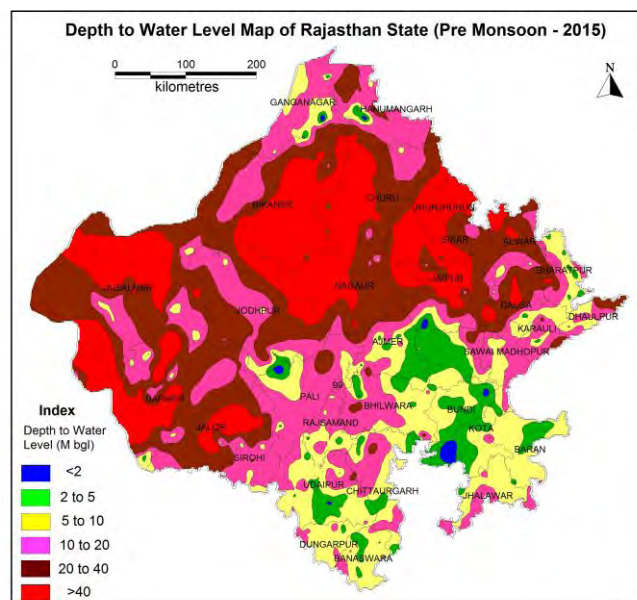 Depth to Water Level Map of Rajasthan State (Pre Monsoon - 2015)
0 100 200
kilometres
N
GANGANAGAR
HANUMANGARH
BIKANER
CHURU
JHUNJHUNUN
SIKAR
ALWAR
JAISALMER
NAGAUR
JAIPUR
BHARATPUR
DAUSA
JODHPUR
DHAULPUR
KARAULI
AJMER
SAWAI MADHOPUR
BARMER
PALI
99
BHILWARA
BUNDI
JALOR
RAJSAMAND
KOTA
SIROHI
BARAN
UDAIPUR
CHITTAURGARH
JHALAWAR
DUNGARPUR
BANASWARA
Index
Depth to Water
Level (M bgl)
<2
2 to 5
5 to 10
10 to 20
20 to 40
>40